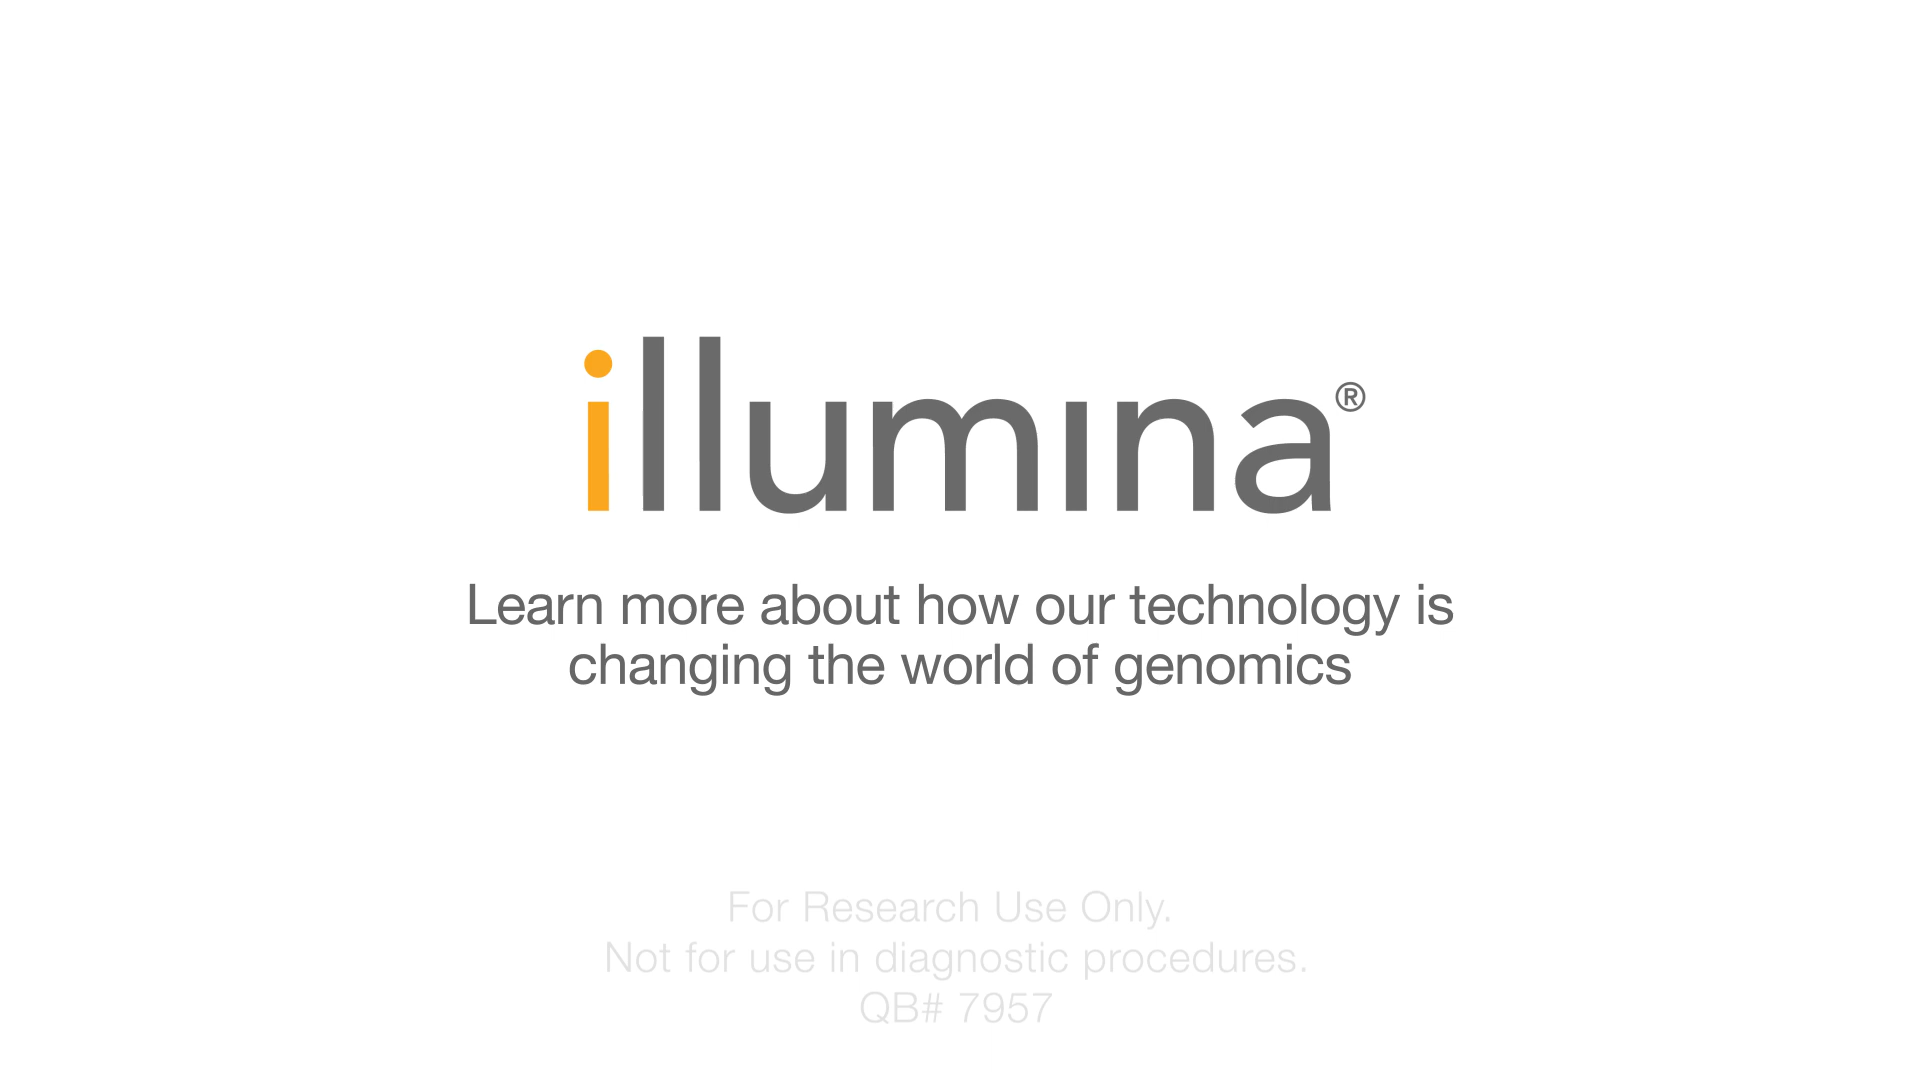 illumina®
Learn more about how our technology is
changing the world of genomics
For Research Use Only.
Not for use in diagnostic procedures.
QB# 7957